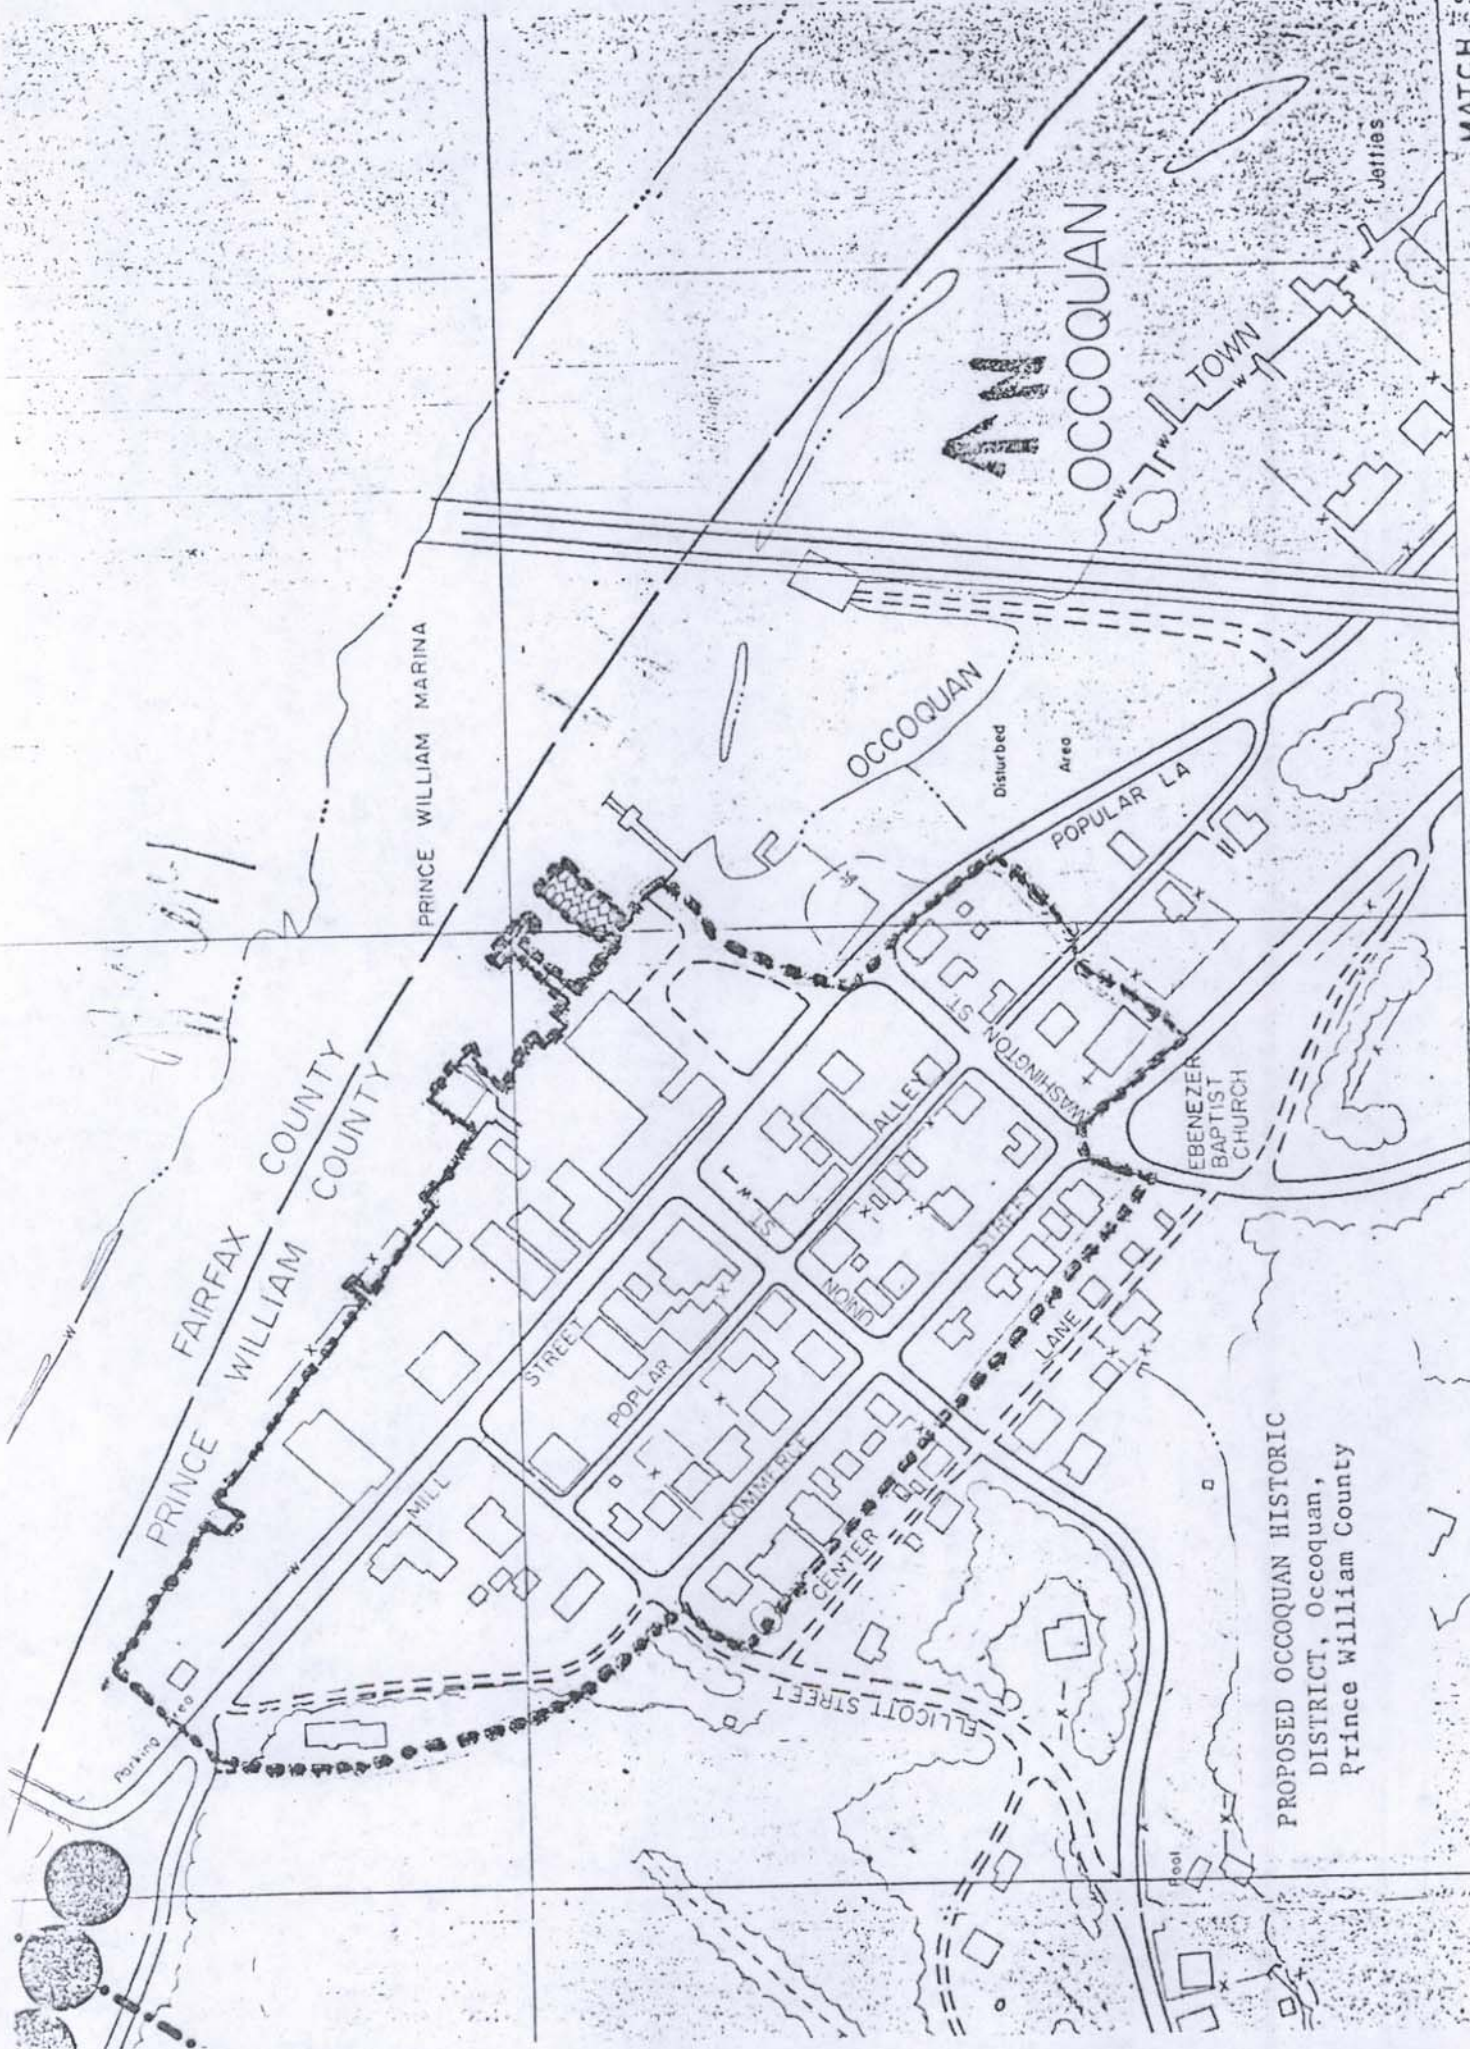 FAIRFAX COUNTY
PRINCE WILLIAM COUNTY
PRINCE WILLIAM MARINA
OCCOQUAN
OCCOQUAN
TOWN
Jetties
MATCH
Disturbed
Area
POPULAR LA
WASHINGTON ST
ALLEY
UNION ST
MILL STREET
POPLAR
COMMERCE STREET
CENTER LANE
ELLICOTT STREET
Parking Area
EBENEZER
BAPTIST
CHURCH
Pool
N
W
W
W
W
W
W
PROPOSED OCCOQUAN HISTORIC
DISTRICT, Occoquan,
Prince William County